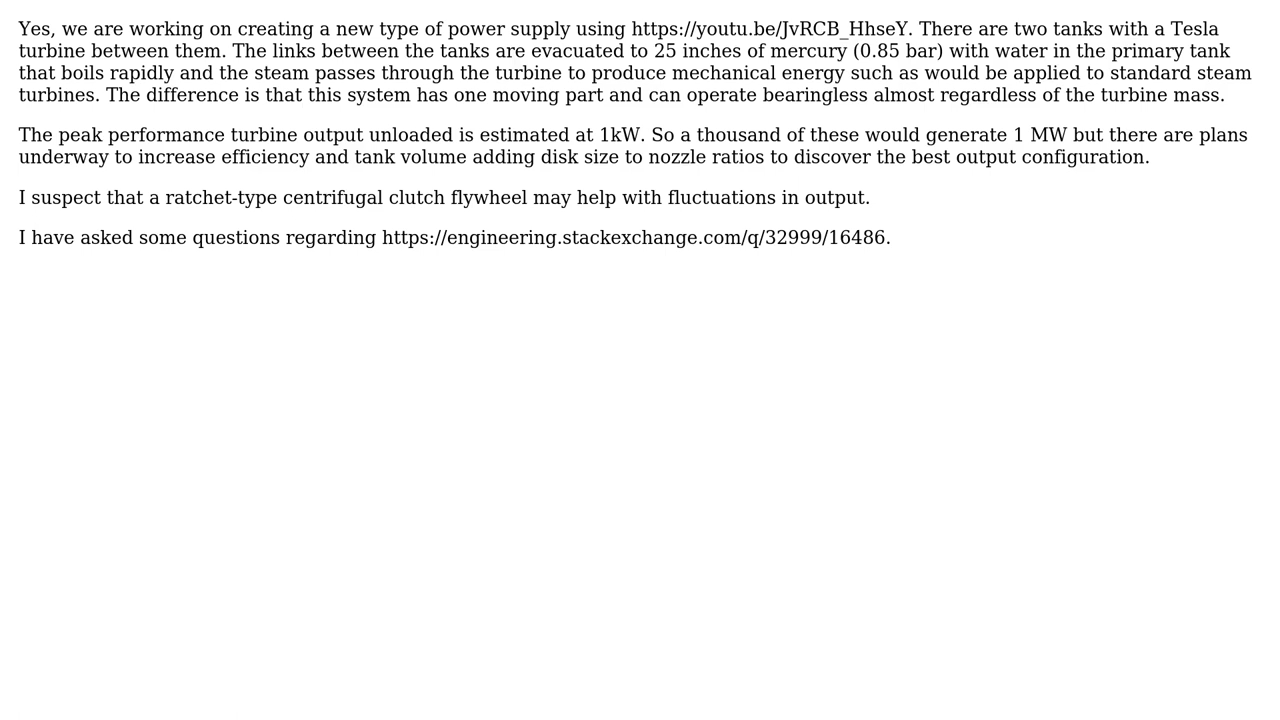 Yes, we are working on creating a new type of power supply using https://youtu.be/JvRCB_HhseY. There are two tanks with a Tesla
turbine between them. The links between the tanks are evacuated to 25 inches of mercury (0.85 bar) with water in the primary tank
that boils rapidly and the steam passes through the turbine to produce mechanical energy such as would be applied to standard steam
turbines. The difference is that this system has one moving part and can operate bearingless almost regardless of the turbine mass.
The peak performance turbine output unloaded is estimated at 1kW. So a thousand of these would generate 1 MW but there are plans
underway to increase efficiency and tank volume adding disk size to nozzle ratios to discover the best output configuration.
I suspect that a ratchet-type centrifugal clutch flywheel may help with fluctuations in output.
I have asked some questions regarding https://engineering.stackexchange.com/q/32999/16486.